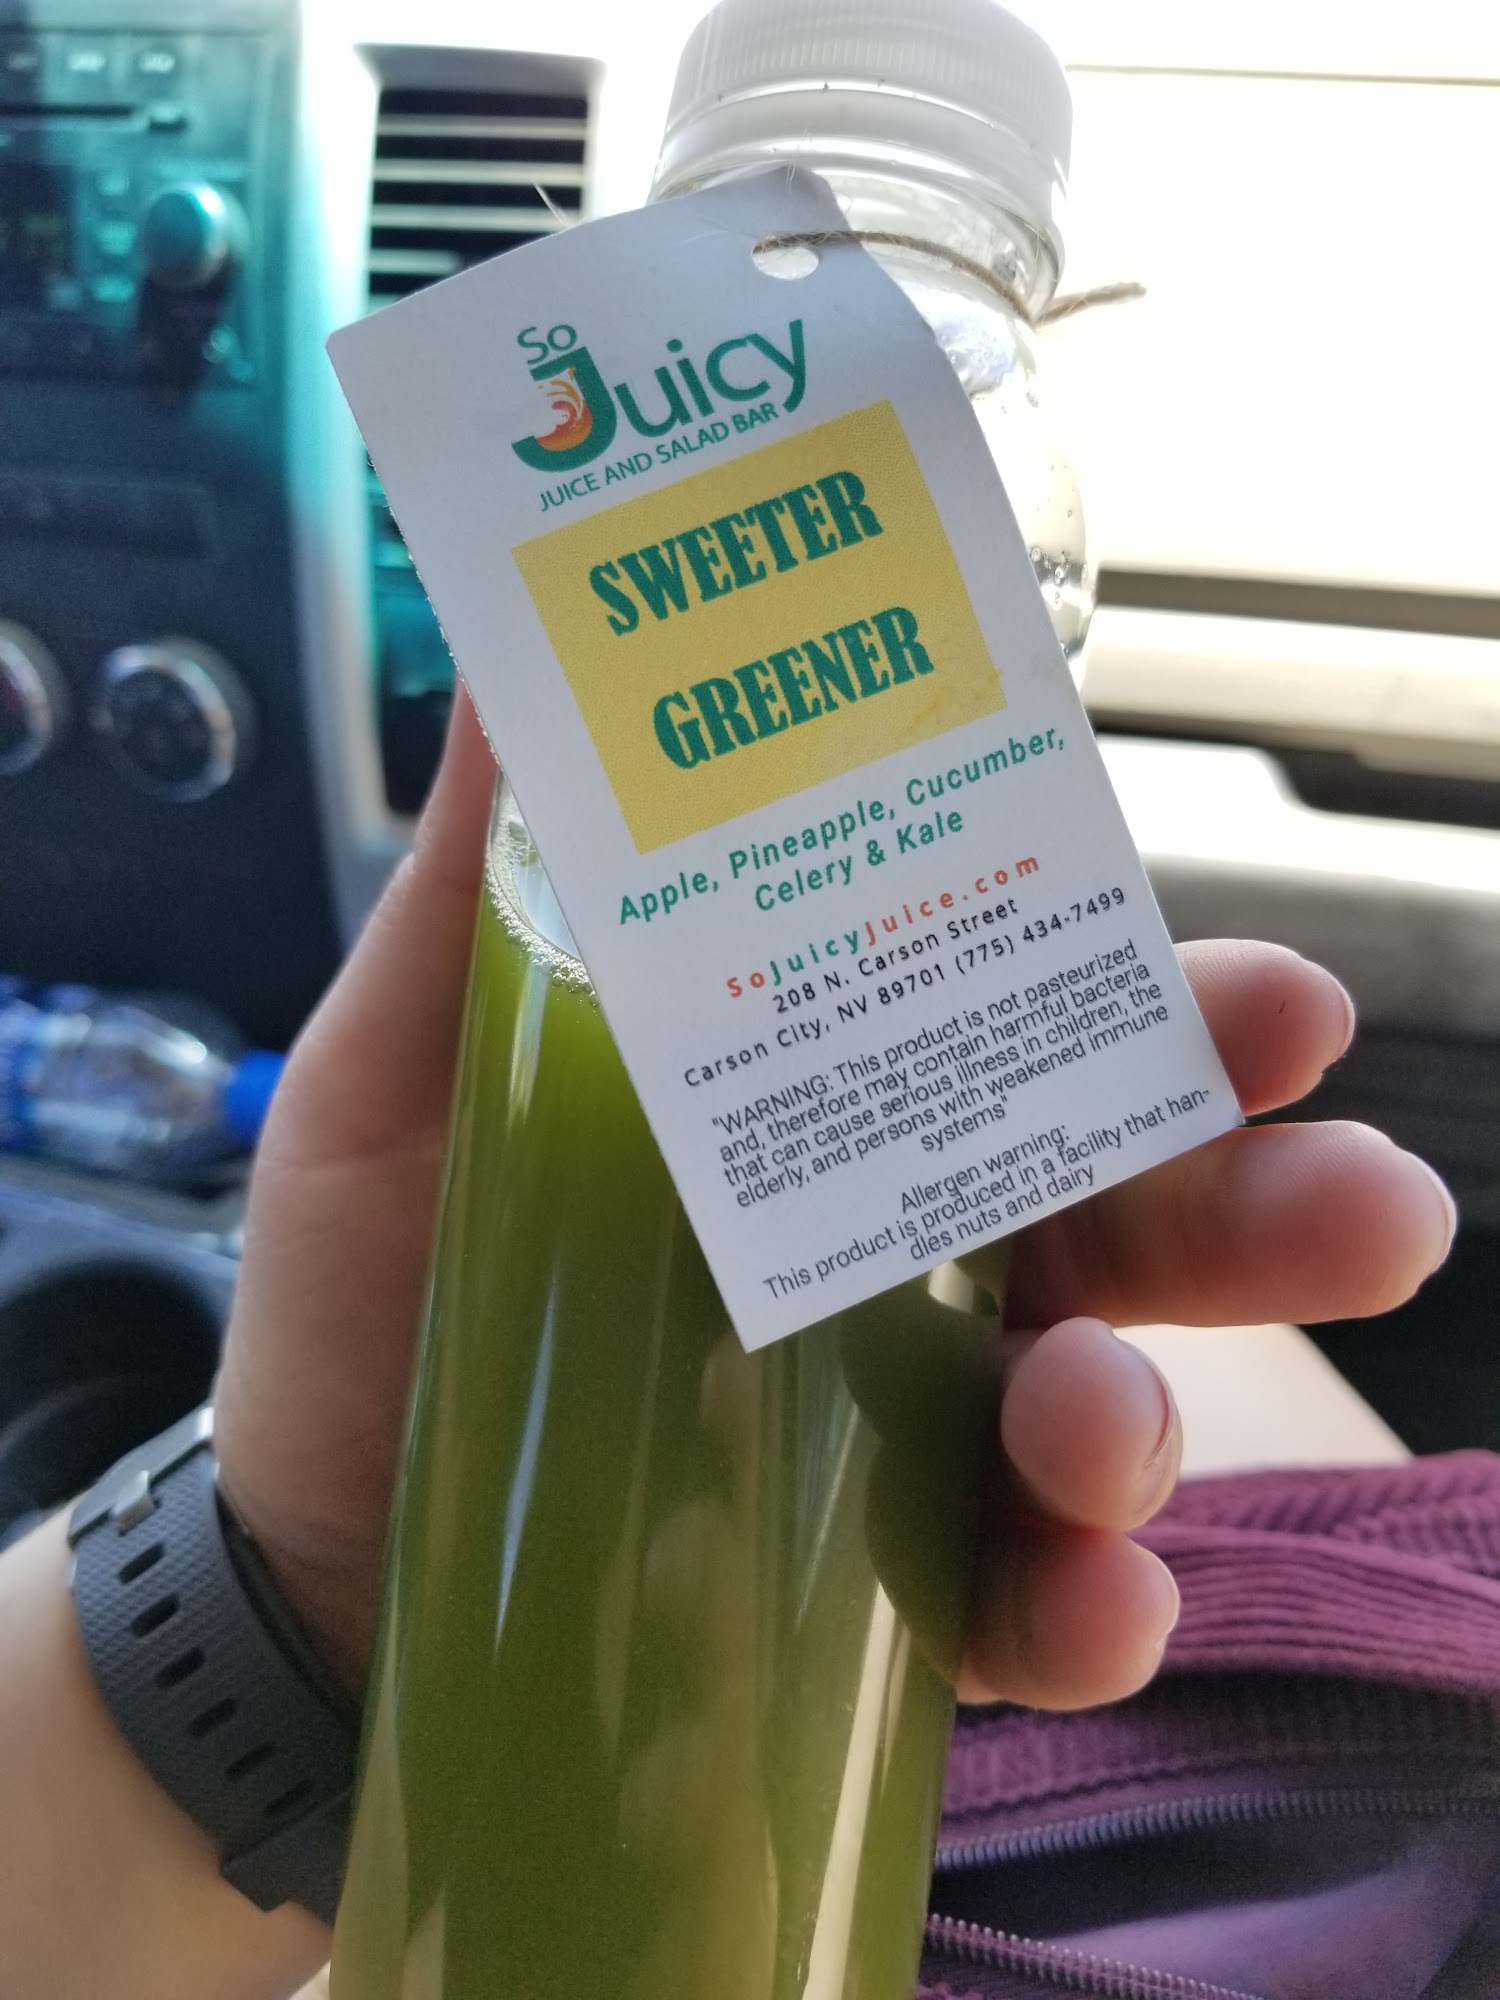 So
Juicy
JUICE AND SALAD BAR
SWEETER
GREENER
Apple, Pineapple, Cucumber,
Celery & Kale
SoJuicyJuice.com
208 N. Carson Street
Carson City, NV 89701 (775) 434-7499
"WARNING: This product is not pasteurized
and, therefore may contain harmful bacteria
that can cause serious illness in children, the
elderly, and persons with weakened immune
systems"
Allergen warning:
This product is produced in a facility that han-
dles nuts and dairy